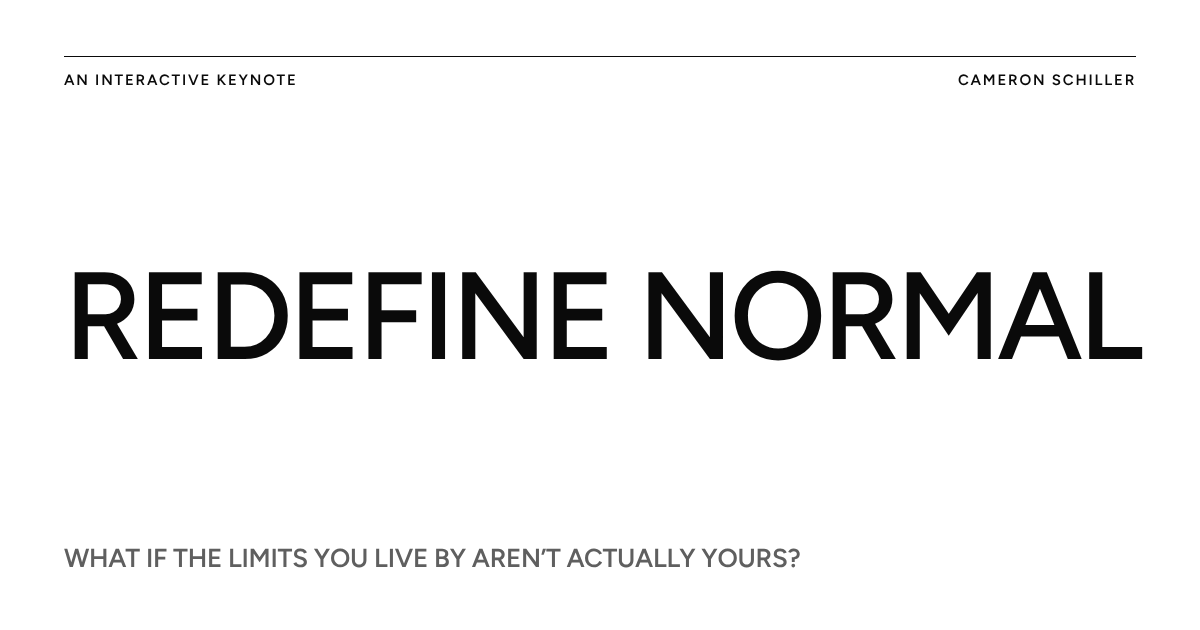 AN INTERACTIVE KEYNOTE
CAMERON SCHILLER
REDEFINE NORMAL
WHAT IF THE LIMITS YOU LIVE BY AREN’T ACTUALLY YOURS?